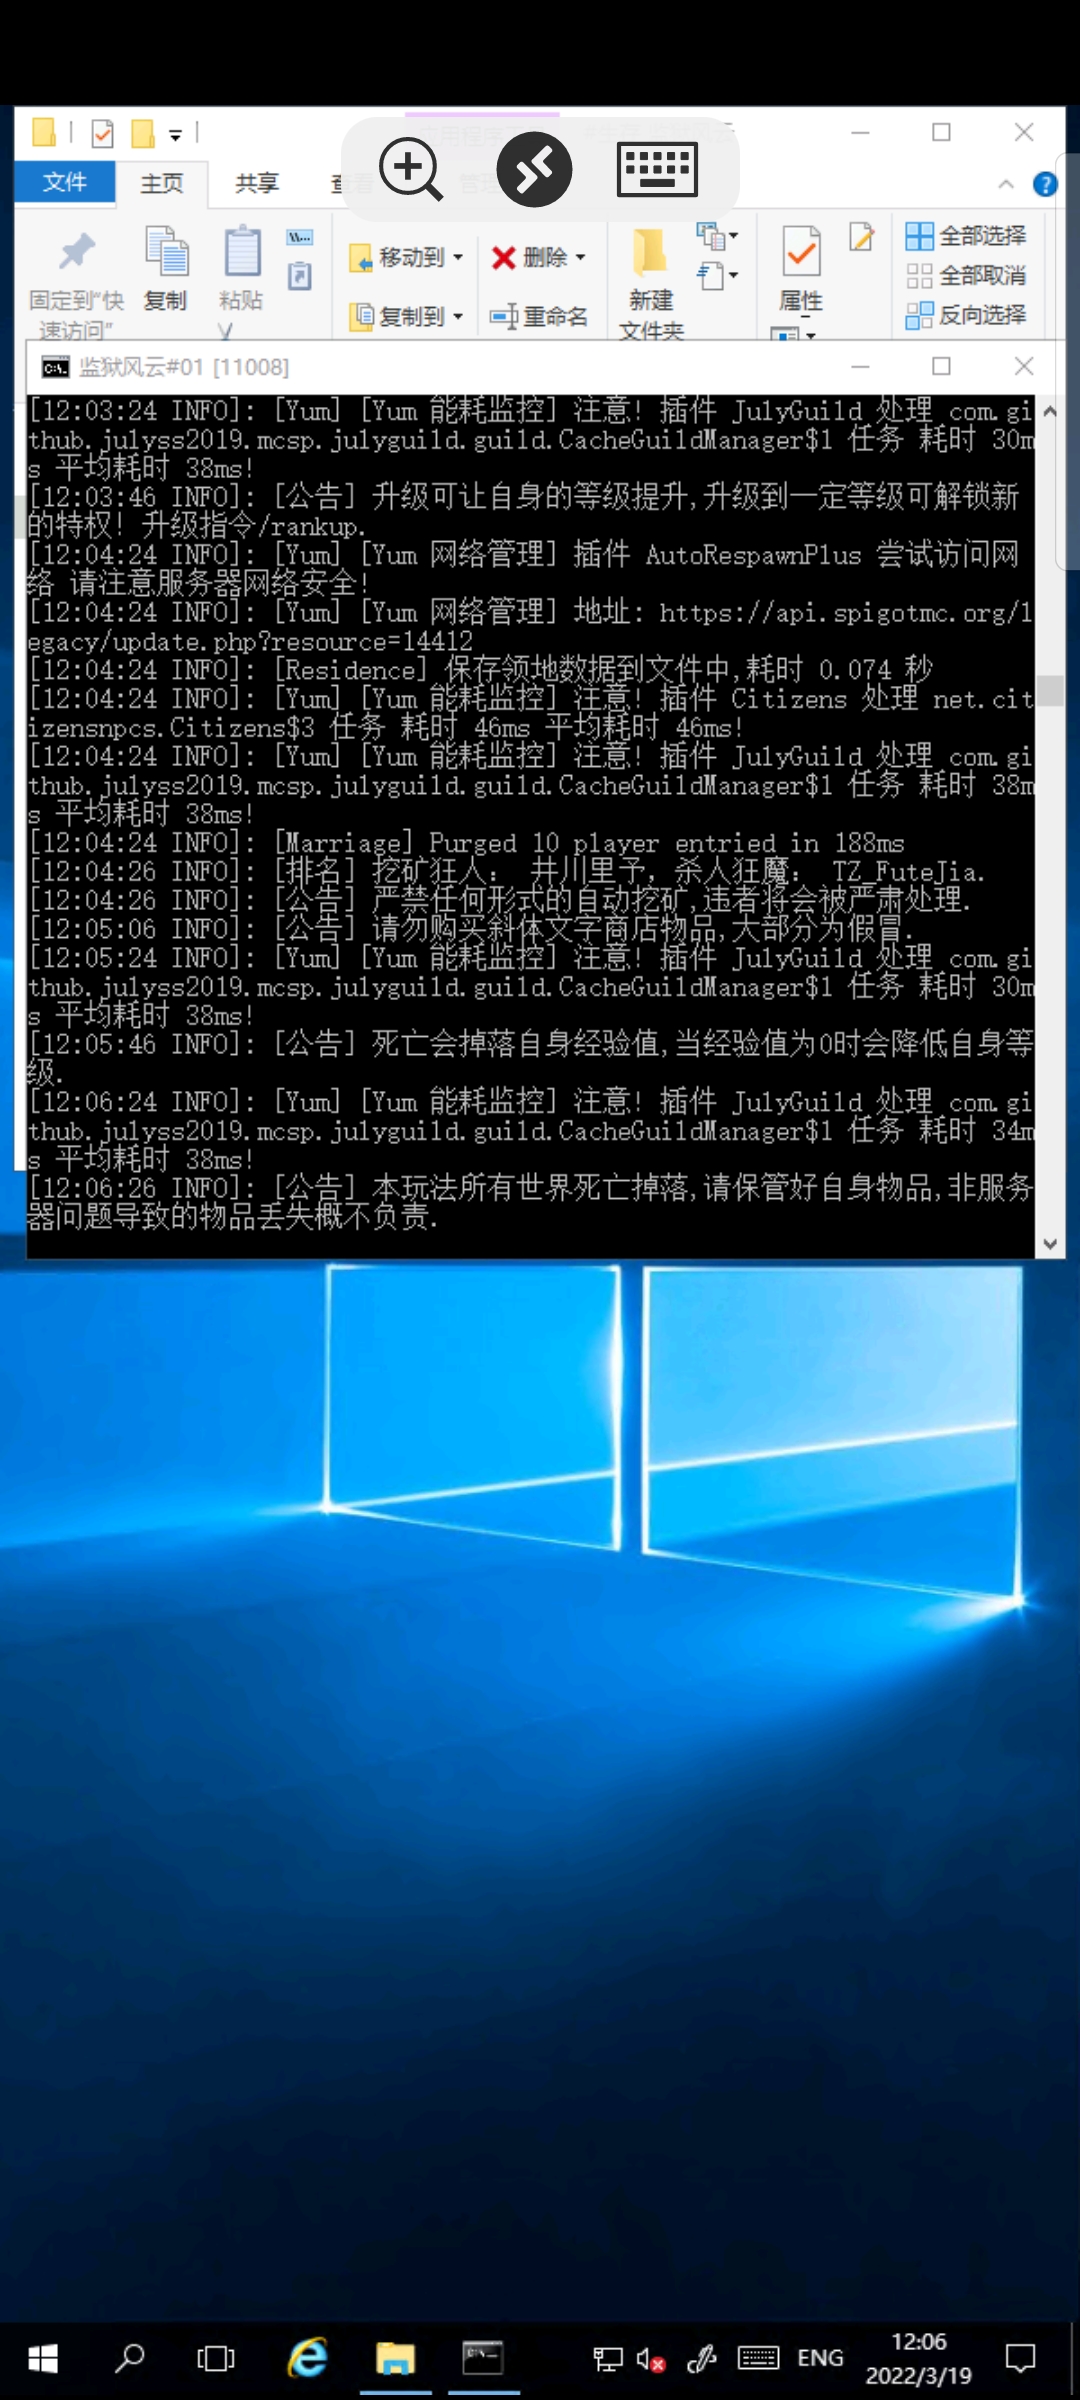 文件 主页 共享
固定到“快速访问”
复制
粘贴
移动到
复制到
删除
重命名
新建文件夹
属性
全部选择
全部取消
反向选择
监狱风云#01 [11008]
[12:03:24 INFO]: [Yum] [Yum 能耗监控] 注意! 插件 JulyGuild 处理 com.gi
thub.julyss2019.mcsp.julyguild.guild.CacheGuildManager$1 任务 耗时 30m
s 平均耗时 38ms!
[12:03:46 INFO]: [公告] 升级可让自身的等级提升,升级到一定等级可解锁新
的特权! 升级指令/rankup.
[12:04:24 INFO]: [Yum] [Yum 网络管理] 插件 AutoRespawnPlus 尝试访问网
络 请注意服务器网络安全!
[12:04:24 INFO]: [Yum] [Yum 网络管理] 地址: https://api.spigotmc.org/l
egacy/update.php?resource=14412
[12:04:24 INFO]: [Residence] 保存领地数据到文件中,耗时 0.074 秒
[12:04:24 INFO]: [Yum] [Yum 能耗监控] 注意! 插件 Citizens 处理 net.cit
izensnpcs.Citizens$3 任务 耗时 46ms 平均耗时 46ms!
[12:04:24 INFO]: [Yum] [Yum 能耗监控] 注意! 插件 JulyGuild 处理 com.gi
thub.julyss2019.mcsp.julyguild.guild.CacheGuildManager$1 任务 耗时 38m
s 平均耗时 38ms!
[12:04:24 INFO]: [Marriage] Purged 10 player entried in 188ms
[12:04:26 INFO]: [排名] 挖矿狂人： 井川里予, 杀人狂魔： TZ_FuteJia.
[12:04:26 INFO]: [公告] 严禁任何形式的自动挖矿,违者将会被严肃处理.
[12:05:06 INFO]: [公告] 请勿购买斜体文字商店物品,大部分为假冒.
[12:05:24 INFO]: [Yum] [Yum 能耗监控] 注意! 插件 JulyGuild 处理 com.gi
thub.julyss2019.mcsp.julyguild.guild.CacheGuildManager$1 任务 耗时 30m
s 平均耗时 38ms!
[12:05:46 INFO]: [公告] 死亡会掉落自身经验值,当经验值为0时会降低自身等
级.
[12:06:24 INFO]: [Yum] [Yum 能耗监控] 注意! 插件 JulyGuild 处理 com.gi
thub.julyss2019.mcsp.julyguild.guild.CacheGuildManager$1 任务 耗时 34m
s 平均耗时 38ms!
[12:06:26 INFO]: [公告] 本玩法所有世界死亡掉落,请保管好自身物品,非服务
器问题导致的物品丢失概不负责.
ENG
12:06
2022/3/19